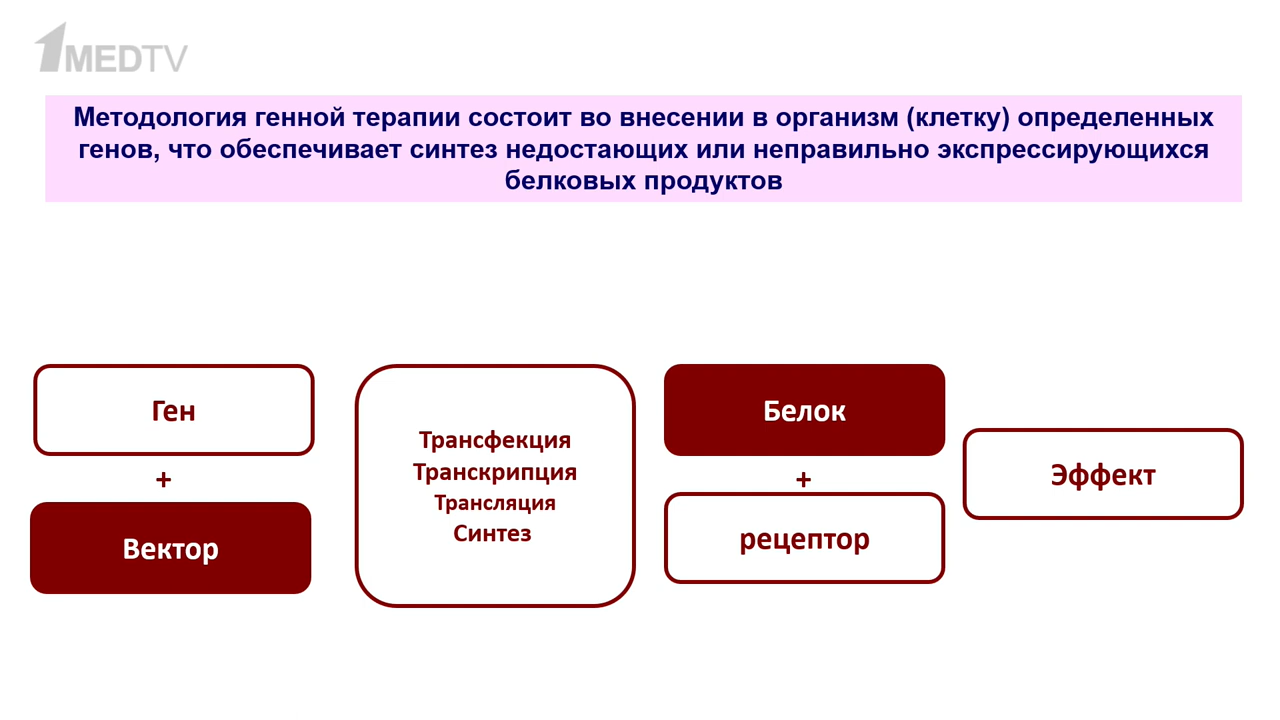 1MEDTV
Методология генной терапии состоит во внесении в организм (клетку) определенных
генов, что обеспечивает синтез недостающих или неправильно экспрессирующихся
белковых продуктов
Ген
+
Вектор
Трансфекция
Транскрипция
Трансляция
Синтез
Белок
+
рецептор
Эффект